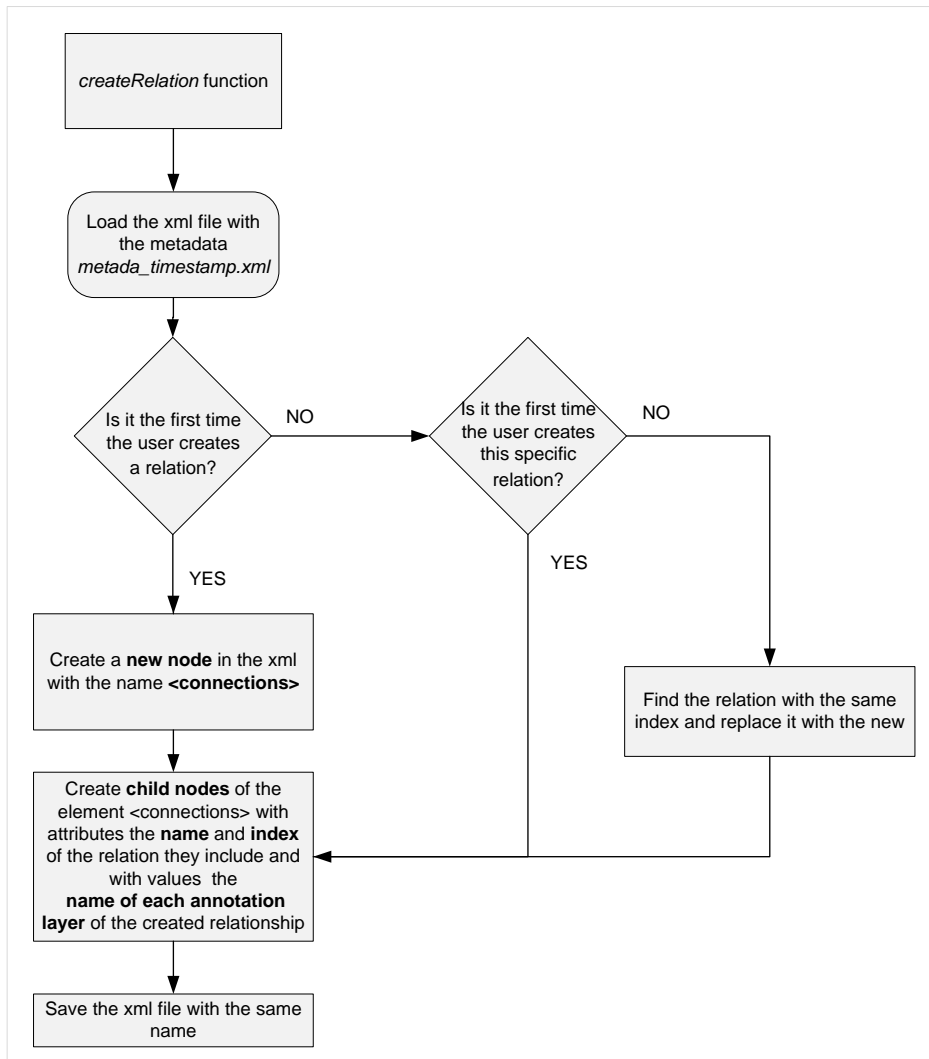 createRelation function
Load the xml file with
the metadata
metada_timestamp.xml
Is it the first time
the user creates
a relation?
NO
Is it the first time
the user creates
this specific
relation?
NO
YES
YES
Create a new node in the xml
with the name <connections>
Find the relation with the same
index and replace it with the new
Create child nodes of the
element <connections> with
attributes the name and index
of the relation they include and
with values the
name of each annotation
layer of the created relationship
Save the xml file with the same
name